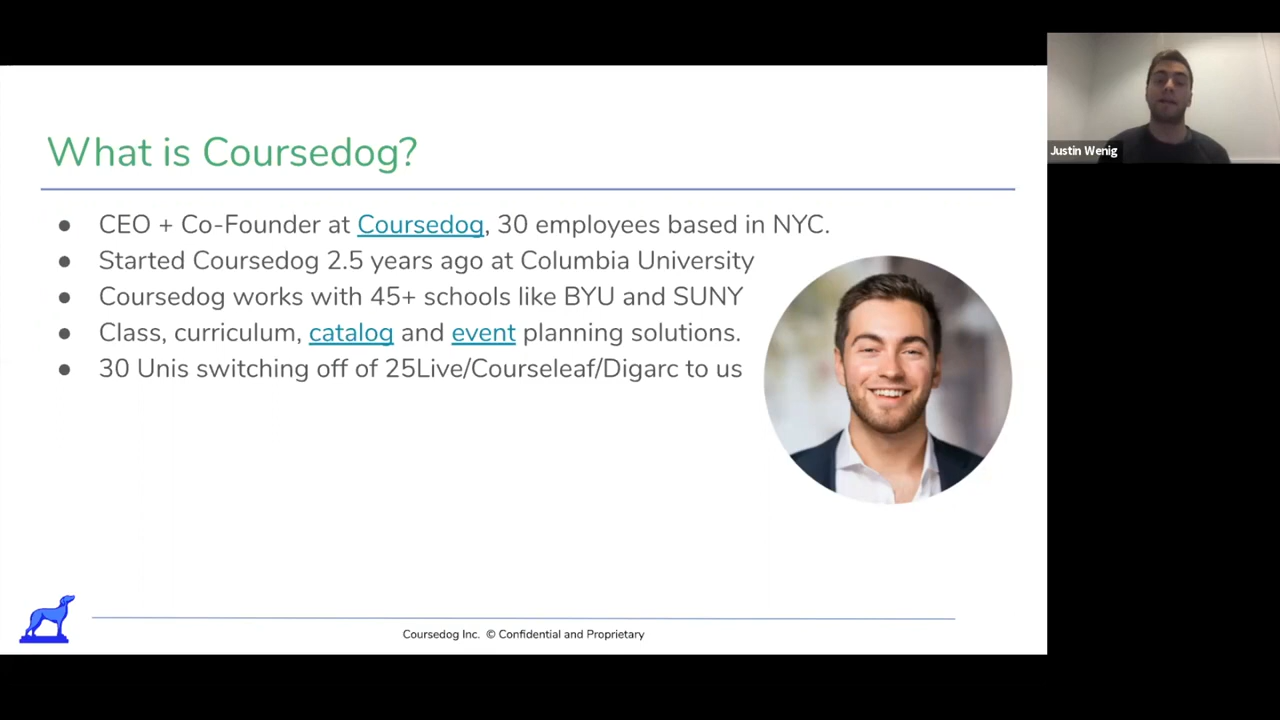 What is Coursedog?
● CEO + Co-Founder at Coursedog, 30 employees based in NYC.
● Started Coursedog 2.5 years ago at Columbia University
● Coursedog works with 45+ schools like BYU and SUNY
● Class, curriculum, catalog and event planning solutions.
● 30 Unis switching off of 25Live/Courseleaf/Digarc to us
Coursedog Inc. © Confidential and Proprietary
Justin Wenig